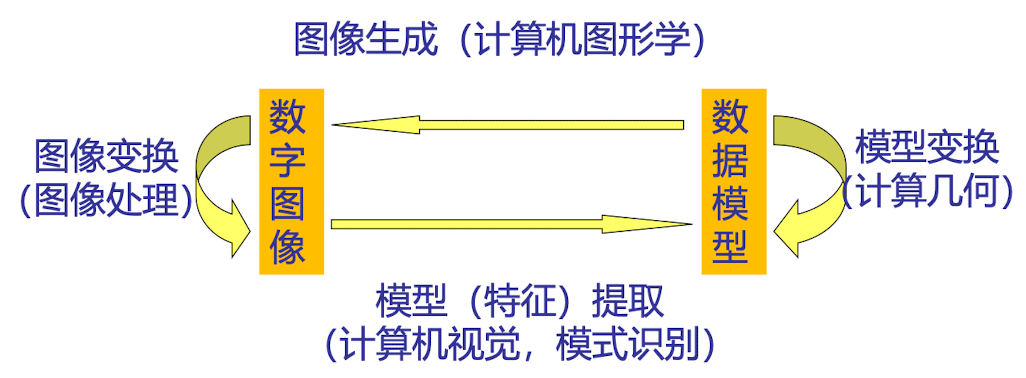 图像生成（计算机图形学）
数字图像
数据模型
图像变换
（图像处理）
模型变换
（计算几何）
模型（特征）提取
（计算机视觉，模式识别）